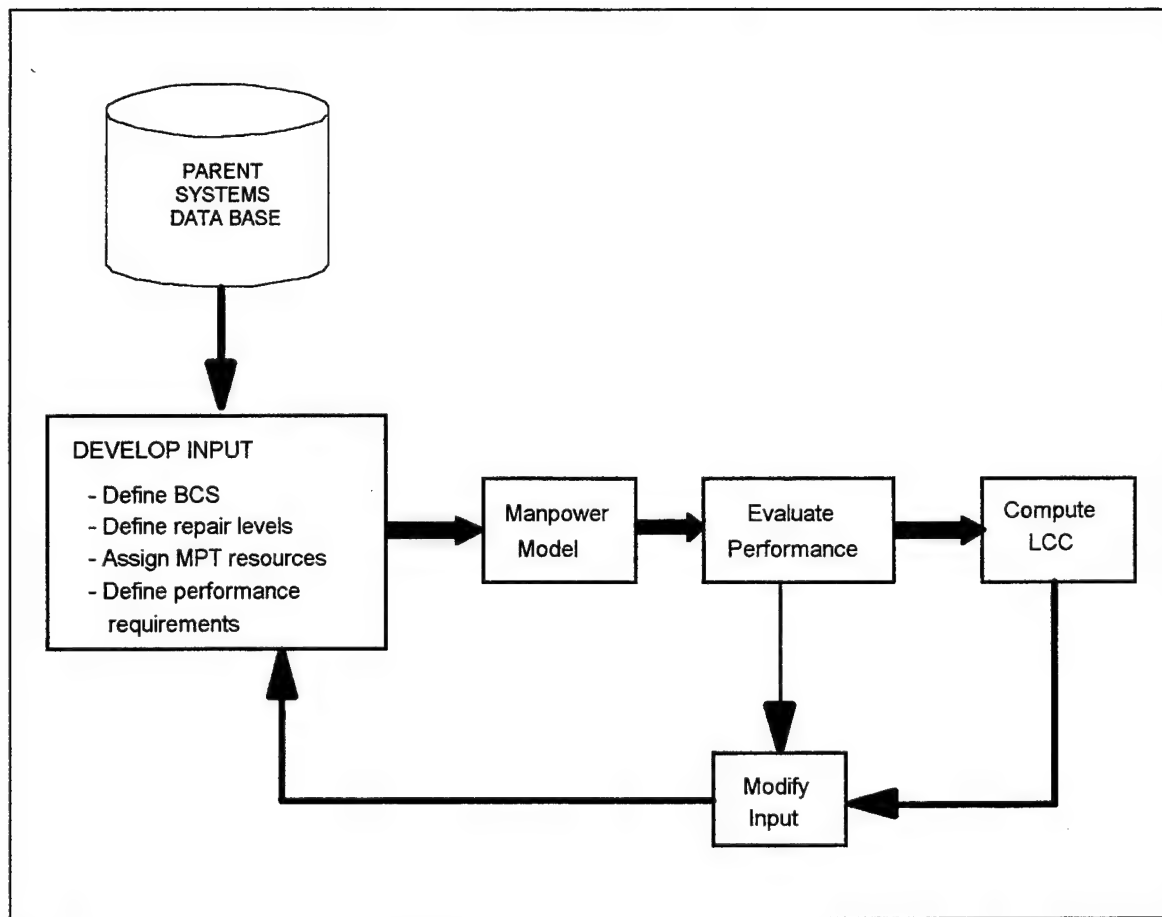 PARENT
SYSTEMS
DATA BASE
DEVELOP INPUT
- Define BCS
- Define repair levels
- Assign MPT resources
- Define performance
requirements
Manpower
Model
Evaluate
Performance
Compute
LCC
Modify
Input